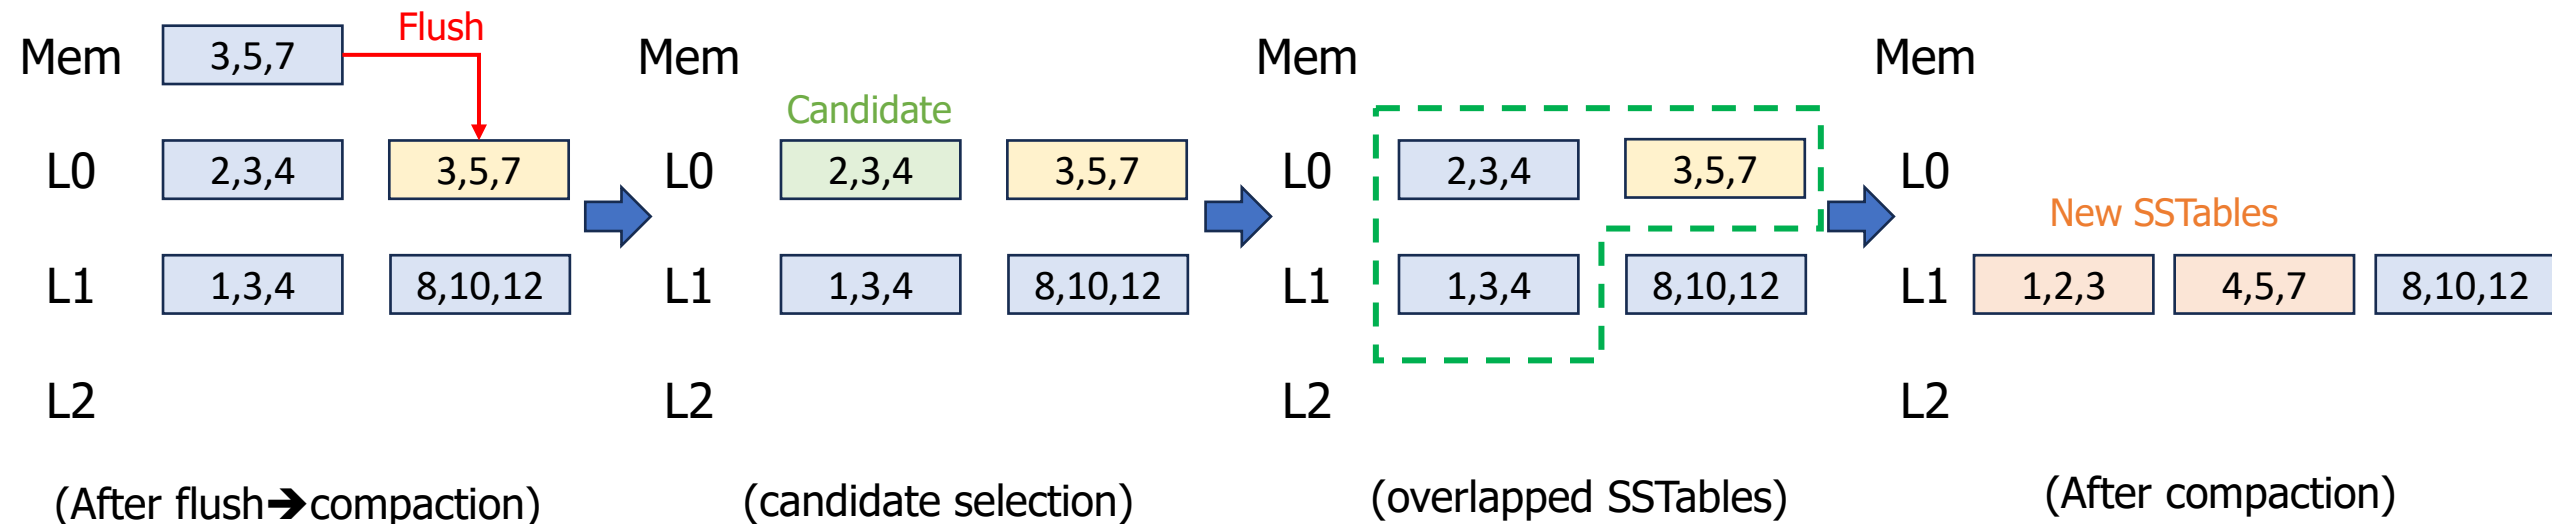 Flush
Mem 3,5,7 Mem Mem Mem
Candidate
L0 2,3,4 3,5,7 L0 2,3,4 3,5,7 L0 2,3,4 3,5,7 L0
New SSTables
L1 1,3,4 8,10,12 L1 1,3,4 8,10,12 L1 1,3,4 8,10,12 L1 1,2,3 4,5,7 8,10,12
L2 L2 L2 L2
(After flush➔compaction) (candidate selection) (overlapped SSTables) (After compaction)